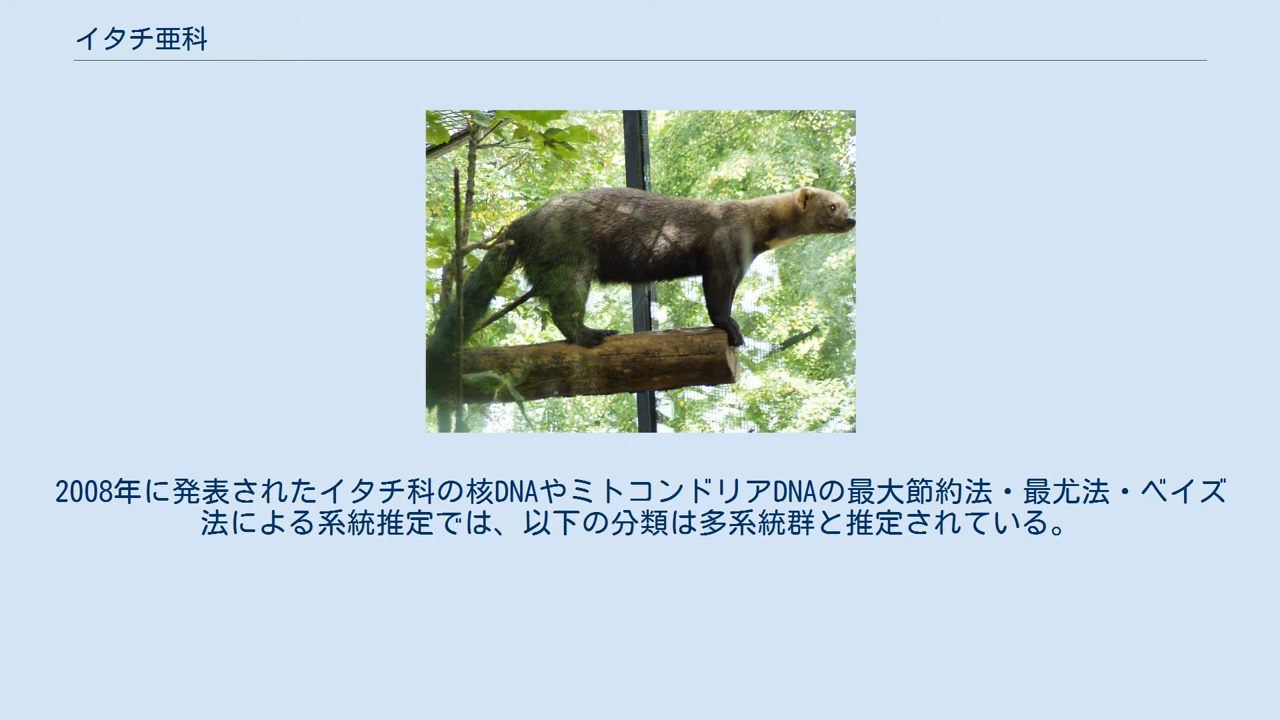 イタチ亜科
2008年に発表されたイタチ科の核DNAやミトコンドリアDNAの最大節約法・最尤法・ベイズ
法による系統推定では、以下の分類は多系統群と推定されている。